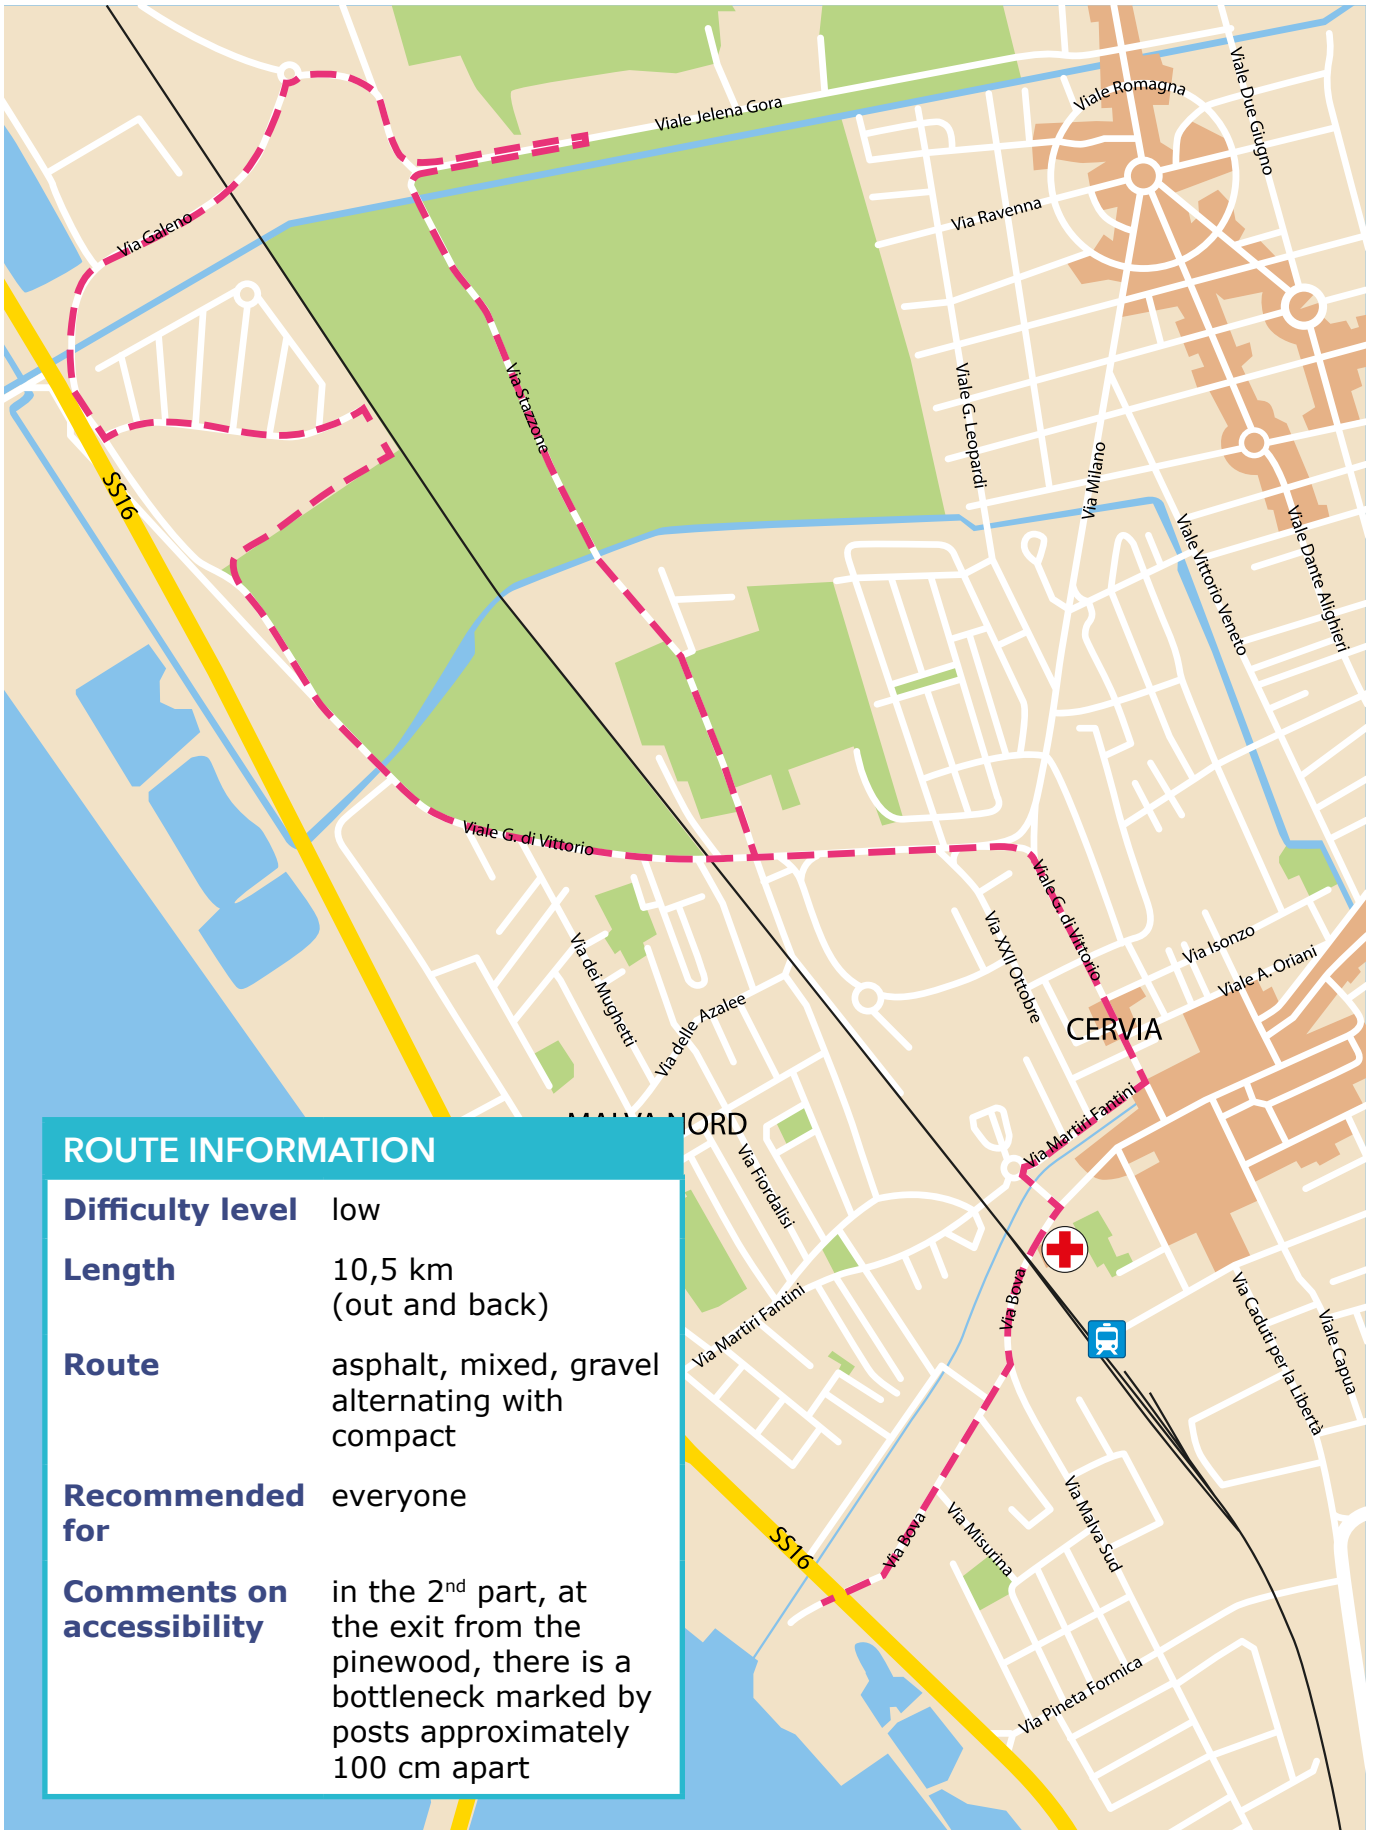 Viale Jelena Gora
Viale Romagna
Viale Due Giugno
Via Ravenna
Via Galeno
Via Stazzone
Viale G. Leopardi
Via Milano
SS16
Viale Vittorio Veneto
Viale Dante Alighieri
Viale G. di Vittorio
Viale G. di Vittorio
Via XXII Ottobre
Via Isonzo
Viale A. Oriani
Via dei Mughetti
Via delle Azalee
CERVIA
Via Martiri Fantini
MALVA NORD
Via Fiordalisi
Via Martiri Fantini
Via Bova
Via Caduti per la Libertà
Viale Capua
Via Bova
Via Misurina
Via Malva Sud
SS16
Via Pineta Formica
ROUTE INFORMATION
Difficulty level low
Length 10,5 km
(out and back)
Route asphalt, mixed, gravel
alternating with
compact
Recommended everyone
for
Comments on in the 2nd part, at
accessibility the exit from the
pinewood, there is a
bottleneck marked by
posts approximately
100 cm apart